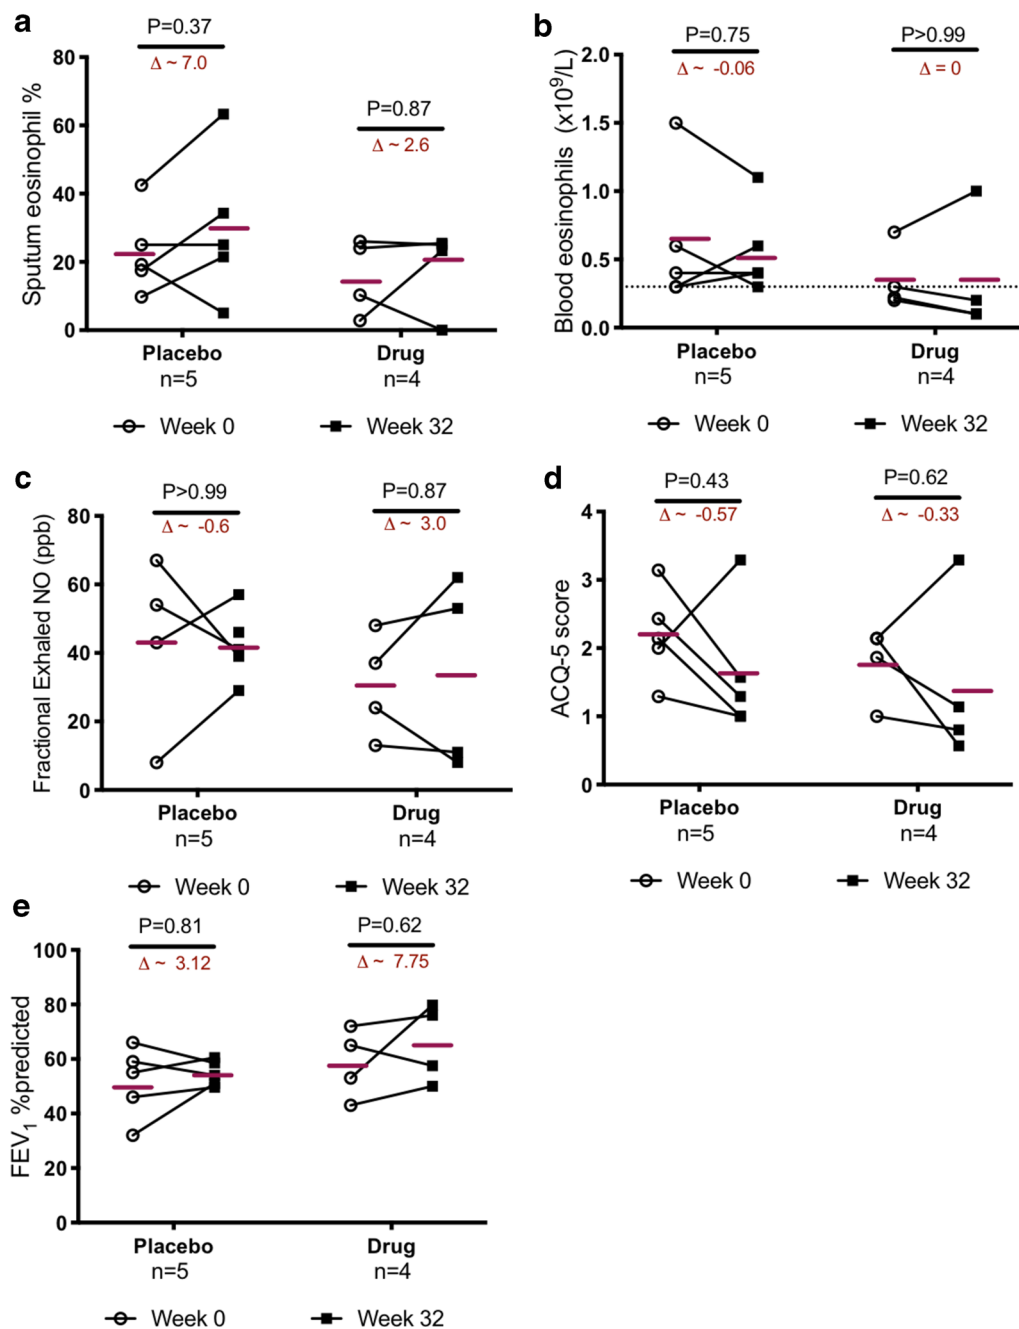 a
P=0.37
Δ ~ 7.0
P=0.87
Δ ~ 2.6
Sputum eosinophil %
80
60
40
20
0
Placebo
n=5
Drug
n=4
Week 0
Week 32
b
P=0.75
Δ ~ -0.06
P>0.99
Δ = 0
Blood eosinophils (x10⁹/L)
2.0
1.5
1.0
0.5
0.0
Placebo
n=5
Drug
n=4
Week 0
Week 32
c
P>0.99
Δ ~ -0.6
P=0.87
Δ ~ 3.0
Fractional Exhaled NO (ppb)
80
60
40
20
0
Placebo
n=5
Drug
n=4
Week 0
Week 32
d
P=0.43
Δ ~ -0.57
P=0.62
Δ ~ -0.33
ACQ-5 score
4
3
2
1
0
Placebo
n=5
Drug
n=4
Week 0
Week 32
e
P=0.81
Δ ~ 3.12
P=0.62
Δ ~ 7.75
FEV₁ %predicted
100
80
60
40
20
0
Placebo
n=5
Drug
n=4
Week 0
Week 32